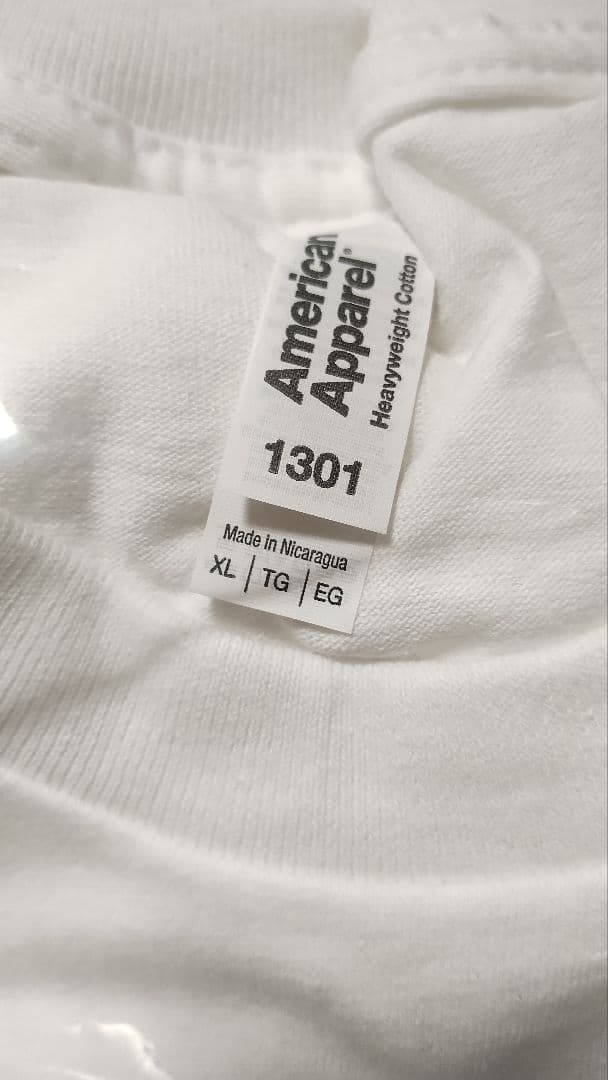 American
Apparel®
Heavyweight Cotton
1301
Made in Nicaragua
XL | TG | EG